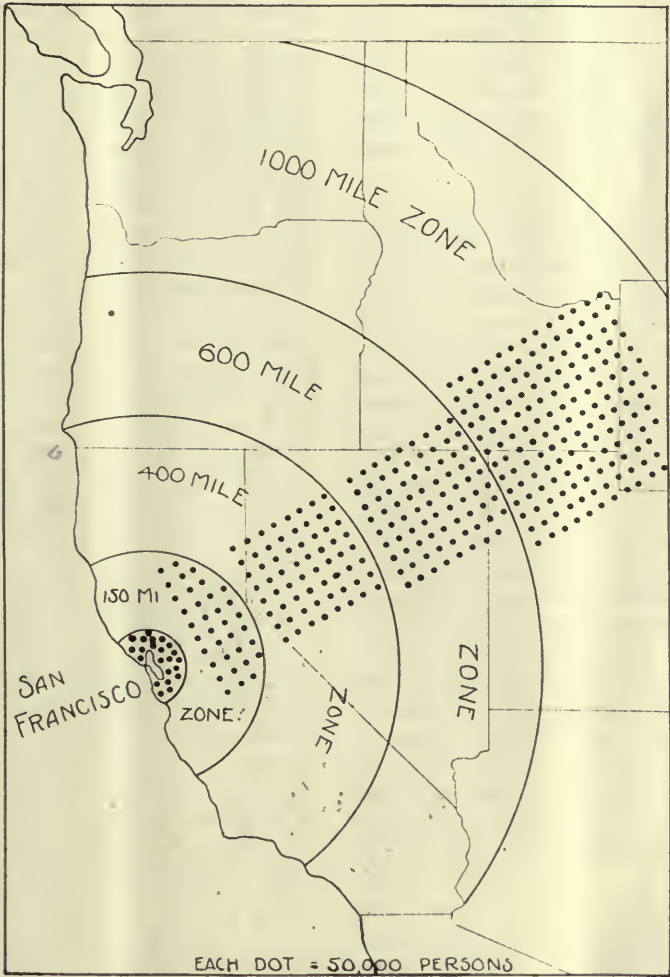 1000 MILE ZONE
600 MILE
400 MILE
150 MI
SAN
FRANCISCO
ZONE
ZONE
ZONE
EACH DOT = 50,000 PERSONS